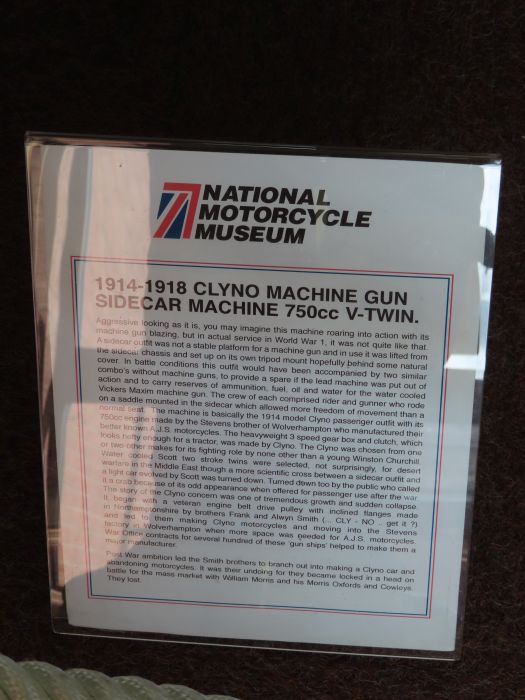 NATIONAL
MOTORCYCLE
MUSEUM
1914-1918 CLYNO MACHINE GUN
SIDECAR MACHINE 750cc V-TWIN.
Aggressive looking as it is, you may imagine this machine roaring into action with its
machine gun blazing, but in actual service in World War 1, it was not quite like that.
A sidecar outfit was not a stable platform for a machine gun and in use it was lifted from
the sidecar chassis and set up on its own tripod mount hopefully behind some natural
cover. In battle conditions this outfit would have been accompanied by two similar
combo's without machine guns, to provide a spare if the lead machine was put out of
action and to carry reserves of ammunition, fuel, oil and water for the water cooled
Vickers Maxim machine gun. The crew of each comprised rider and gunner who rode
on a saddle mounted in the sidecar which allowed more freedom of movement than a
normal seat. The machine is basically the 1914 model Clyno passenger outfit with its
750cc engine made by the Stevens brother of Wolverhampton who manufactured their
better known A.J.S. motorcycles. The heavyweight 3 speed gear box and clutch, which
looks hefty enough for a tractor, was made by Clyno. The Clyno was chosen from one
or two other makes for its fighting role by none other than a young Winston Churchill.
Water cooled Scott two stroke twins were selected, not surprisingly, for desert
warfare in the Middle East though a more scientific cross between a sidecar outfit and
a light car evolved by Scott was turned down. Turned down too by the public who called
it a crab because of its odd appearance when offered for passenger use after the war.
The story of the Clyno concern was one of tremendous growth and sudden collapse.
It began with a veteran engine belt drive pulley with inclined flanges made
in Northamptonshire by brothers Frank and Alwyn Smith (... CLY - NO .. get it ?)
and led to them making Clyno motorcycles and moving into the Stevens
factory in Wolverhampton when more space was needed for A.J.S. motorcycles.
War Office contracts for several hundred of these 'gun ships' helped to make them a
major manufacturer.
Post War ambition led the Smith brothers to branch out into making a Clyno car and
abandoning motorcycles. It was their undoing for they became locked in a head on
battle for the mass market with William Morris and his Morris Oxfords and Cowleys.
They lost.